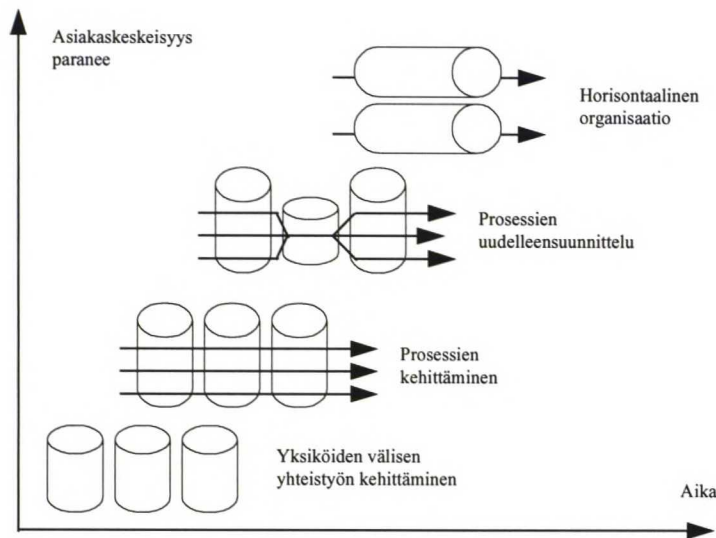 Asiakaskeskeisyys
paranee
Horisontaalinen
organisaatio
Prosessien
uudelleensuunnittelu
Prosessien
kehittäminen
Yksiköiden välisen
yhteistyön kehittäminen
Aika